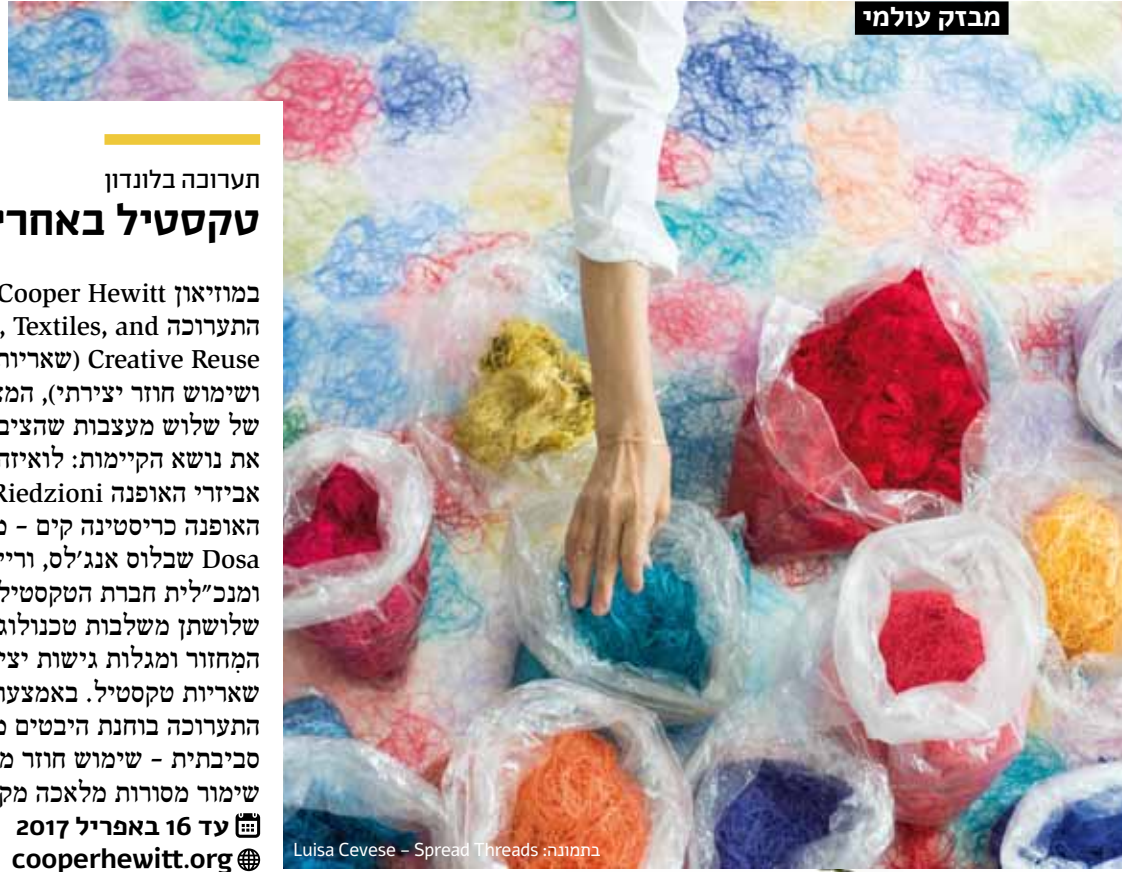 מבזק עולמי
תערוכה בלונדון
טקסטיל באחרי
במוזיאון Cooper Hewitt
התערוכה Textiles, and ,
Creative Reuse (שאריות
ושימוש חוזר יצירתי), המצ
של שלוש מעצבות שהציב
את נושא הקיימות: לואיזה
אביזרי האופנה Riedzioni
האופנה כריסטינה קים – מ
Dosa שבלוס אנג'לס, וריי
ומנכ"לית חברת הטקסטיל
שלושתן משלבות טכנולוג
המִחזור ומגלות גישות יצי
שאריות טקסטיל. באמצעו
התערוכה בוחנת היבטים מ
סביבתית – שימוש חוזר מ
שימור מסורות מלאכה מק
עד 16 באפריל 2017
cooperhewitt.org
בתמונה: Luisa Cevese – Spread Threads